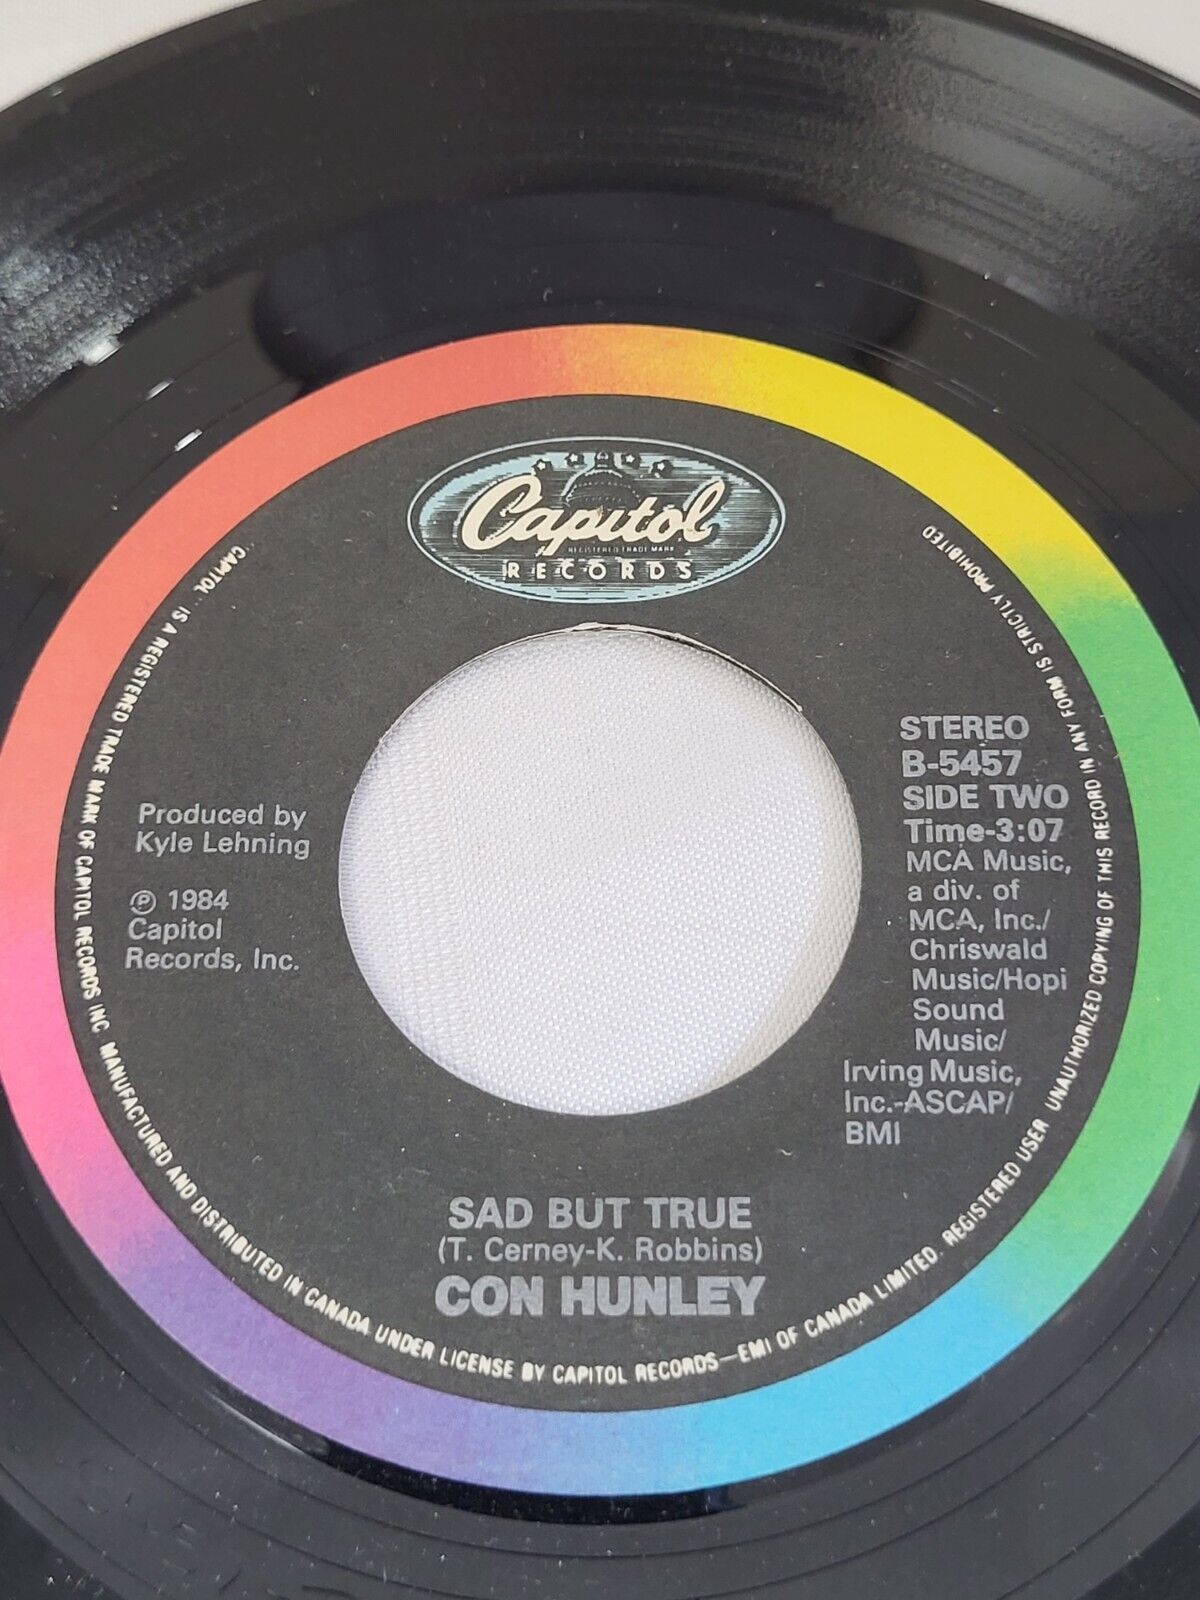 Capitol
REGISTERED TRADE MARK
RECORDS
STEREO
B-5457
SIDE TWO
Time-3:07
MCA Music,
a div. of
MCA, Inc./
Chriswald
Music/Hopi
Sound
Music/
Irving Music,
Inc.-ASCAP/
BMI
Produced by
Kyle Lehning
℗ 1984
Capitol
Records, Inc.
SAD BUT TRUE
(T. Cerney-K. Robbins)
CON HUNLEY
CAPITOL IS A REGISTERED TRADE MARK OF CAPITOL RECORDS INC. MANUFACTURED AND DISTRIBUTED IN CANADA UNDER LICENSE BY CAPITOL RECORDS—EMI OF CANADA LIMITED. REGISTERED USER UNAUTHORIZED COPYING OF THIS RECORD IN ANY FORM IS STRICTLY PROHIBITED